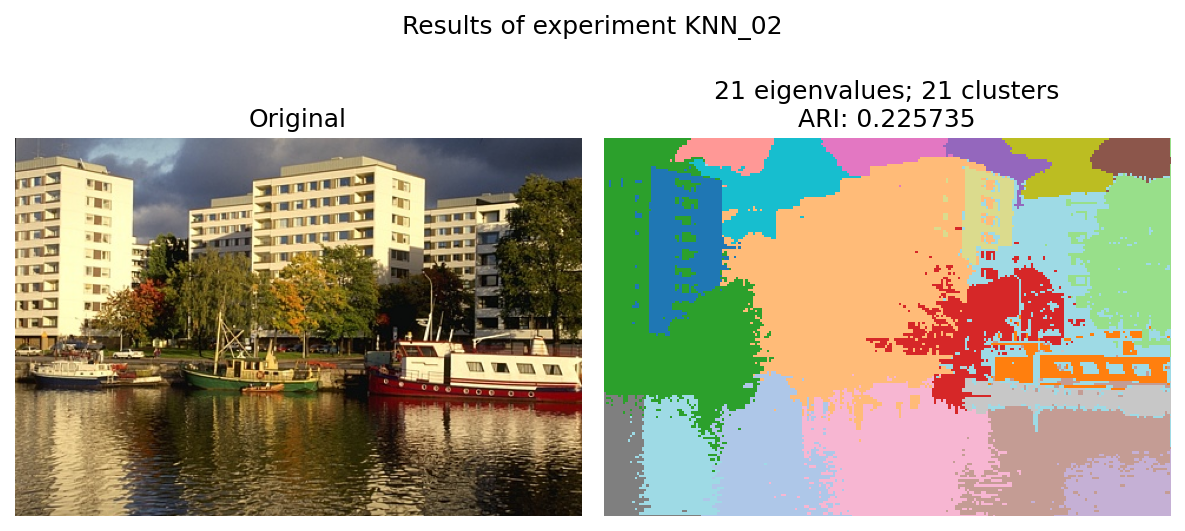 Results of experiment KNN_02
Original
21 eigenvalues; 21 clusters
ARI: 0.225735